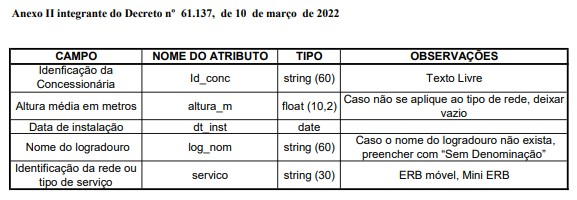 Anexo II integrante do Decreto nº 61.137, de 10 de março de 2022
CAMPO NOME DO ATRIBUTO TIPO OBSERVAÇÕES
Idenficação da Concessionária Id_conc string (60) Texto Livre
Altura média em metros altura_m float (10,2) Caso não se aplique ao tipo de rede, deixar vazio
Data de instalação dt_inst date
Nome do logradouro log_nom string (60) Caso o nome do logradouro não exista, preencher com “Sem Denominação”
Identificação da rede ou tipo de serviço servico string (30) ERB móvel, Mini ERB